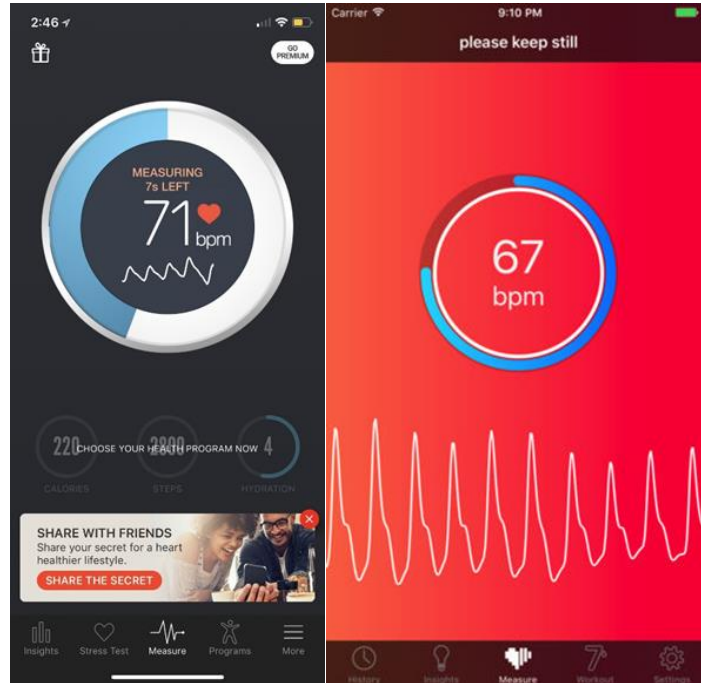 2:46
GO
PREMIUM
MEASURING
7s LEFT
71
bpm
220
2800
4
CHOOSE YOUR HEALTH PROGRAM NOW
CALORIES
STEPS
HYDRATION
SHARE WITH FRIENDS
Share your secret for a heart
healthier lifestyle.
SHARE THE SECRET
Insights
Stress Test
Measure
Programs
More
Carrier
9:10 PM
please keep still
67
bpm
History
Insights
Measure
Workout
Settings